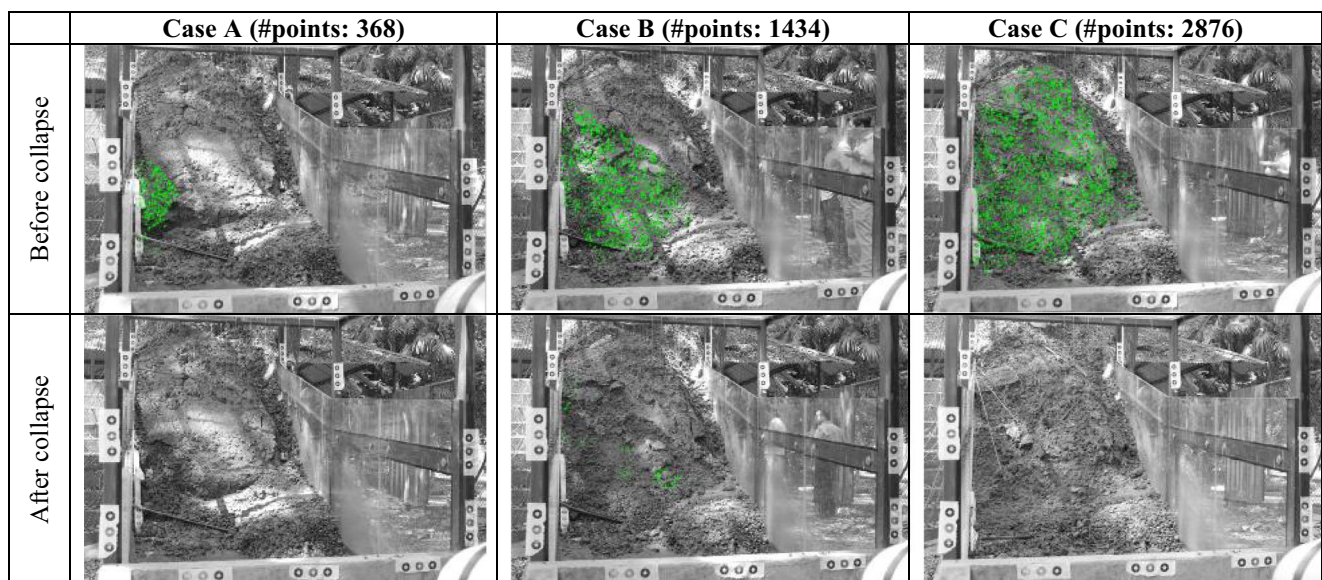 Case A (#points: 368)
Case B (#points: 1434)
Case C (#points: 2876)
Before collapse
After collapse